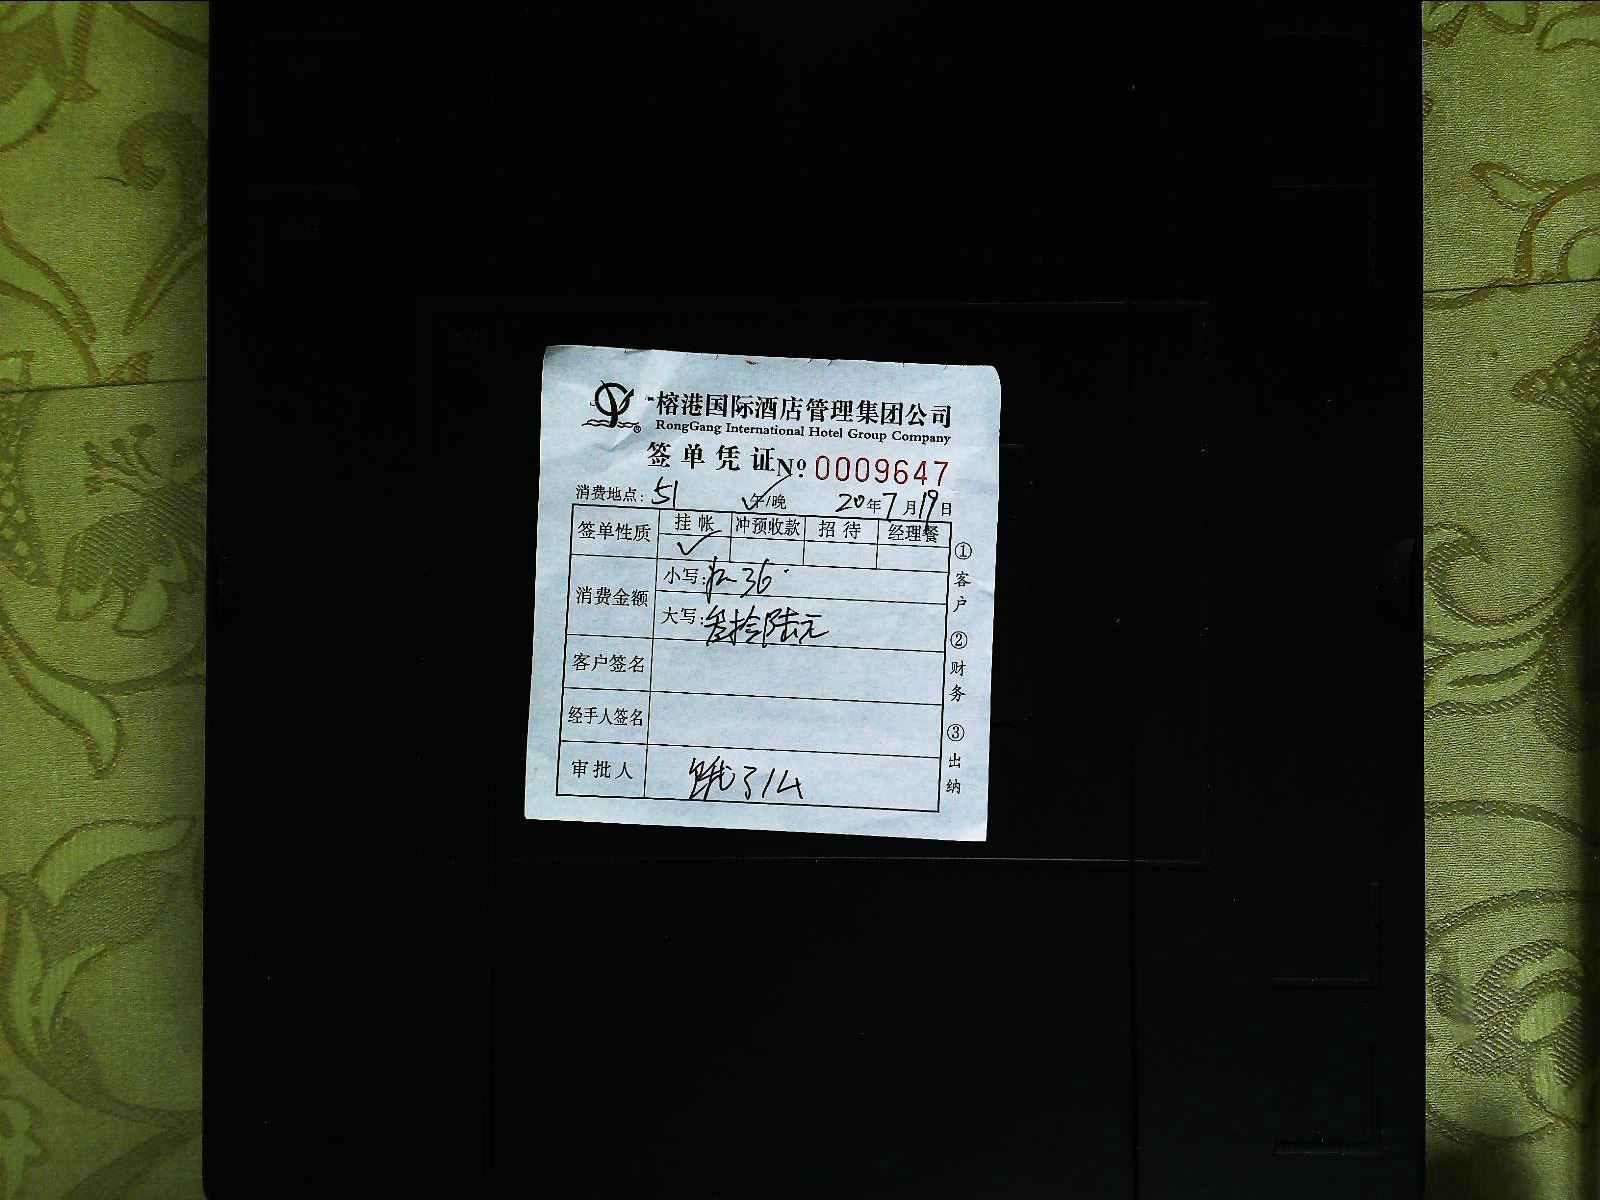 榕港国际酒店管理集团公司
RongGang International Hotel Group Company
签单凭证 Nº 0009647
消费地点: 51 午/晚 20年7月19日
签单性质 挂帐 冲预收款 招待 经理餐
✓
消费金额 小写: 36
大写: 叁拾陆元
客户签名
经手人签名
审批人
①客户 ②财务 ③出纳